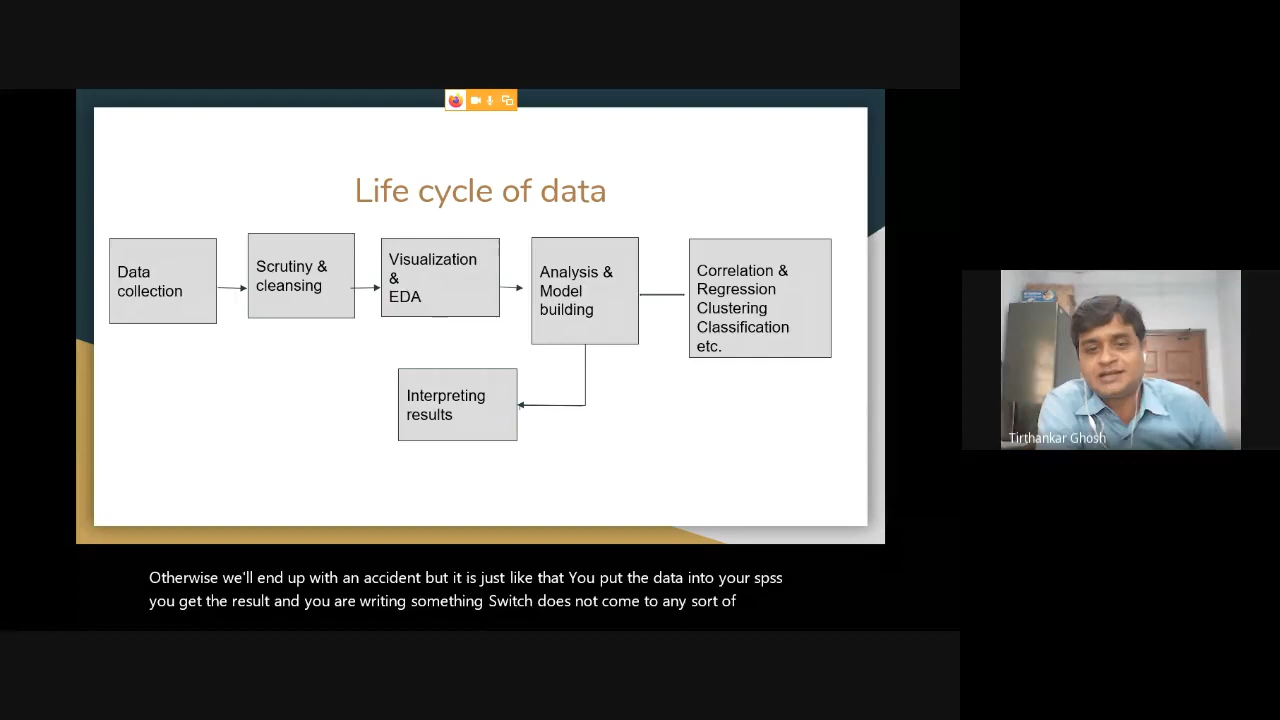 Life cycle of data
Data
collection
Scrutiny &
cleansing
Visualization
&
EDA
Analysis &
Model
building
Correlation &
Regression
Clustering
Classification
etc.
Interpreting
results
Tirthankar Ghosh
Otherwise we'll end up with an accident but it is just like that You put the data into your spss
you get the result and you are writing something Switch does not come to any sort of